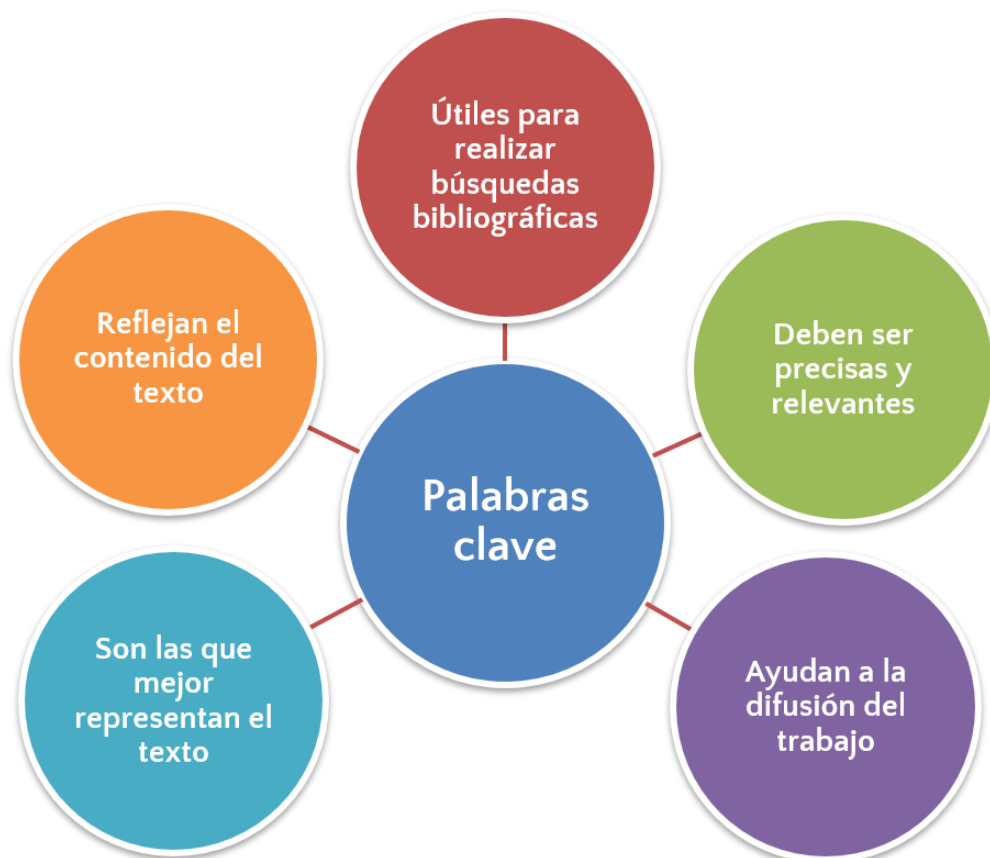 Útiles para
realizar
búsquedas
bibliográficas
Reflejan el
contenido del
texto
Deben ser
precisas y
relevantes
Palabras
clave
Son las que
mejor
representan el
texto
Ayudan a la
difusión del
trabajo